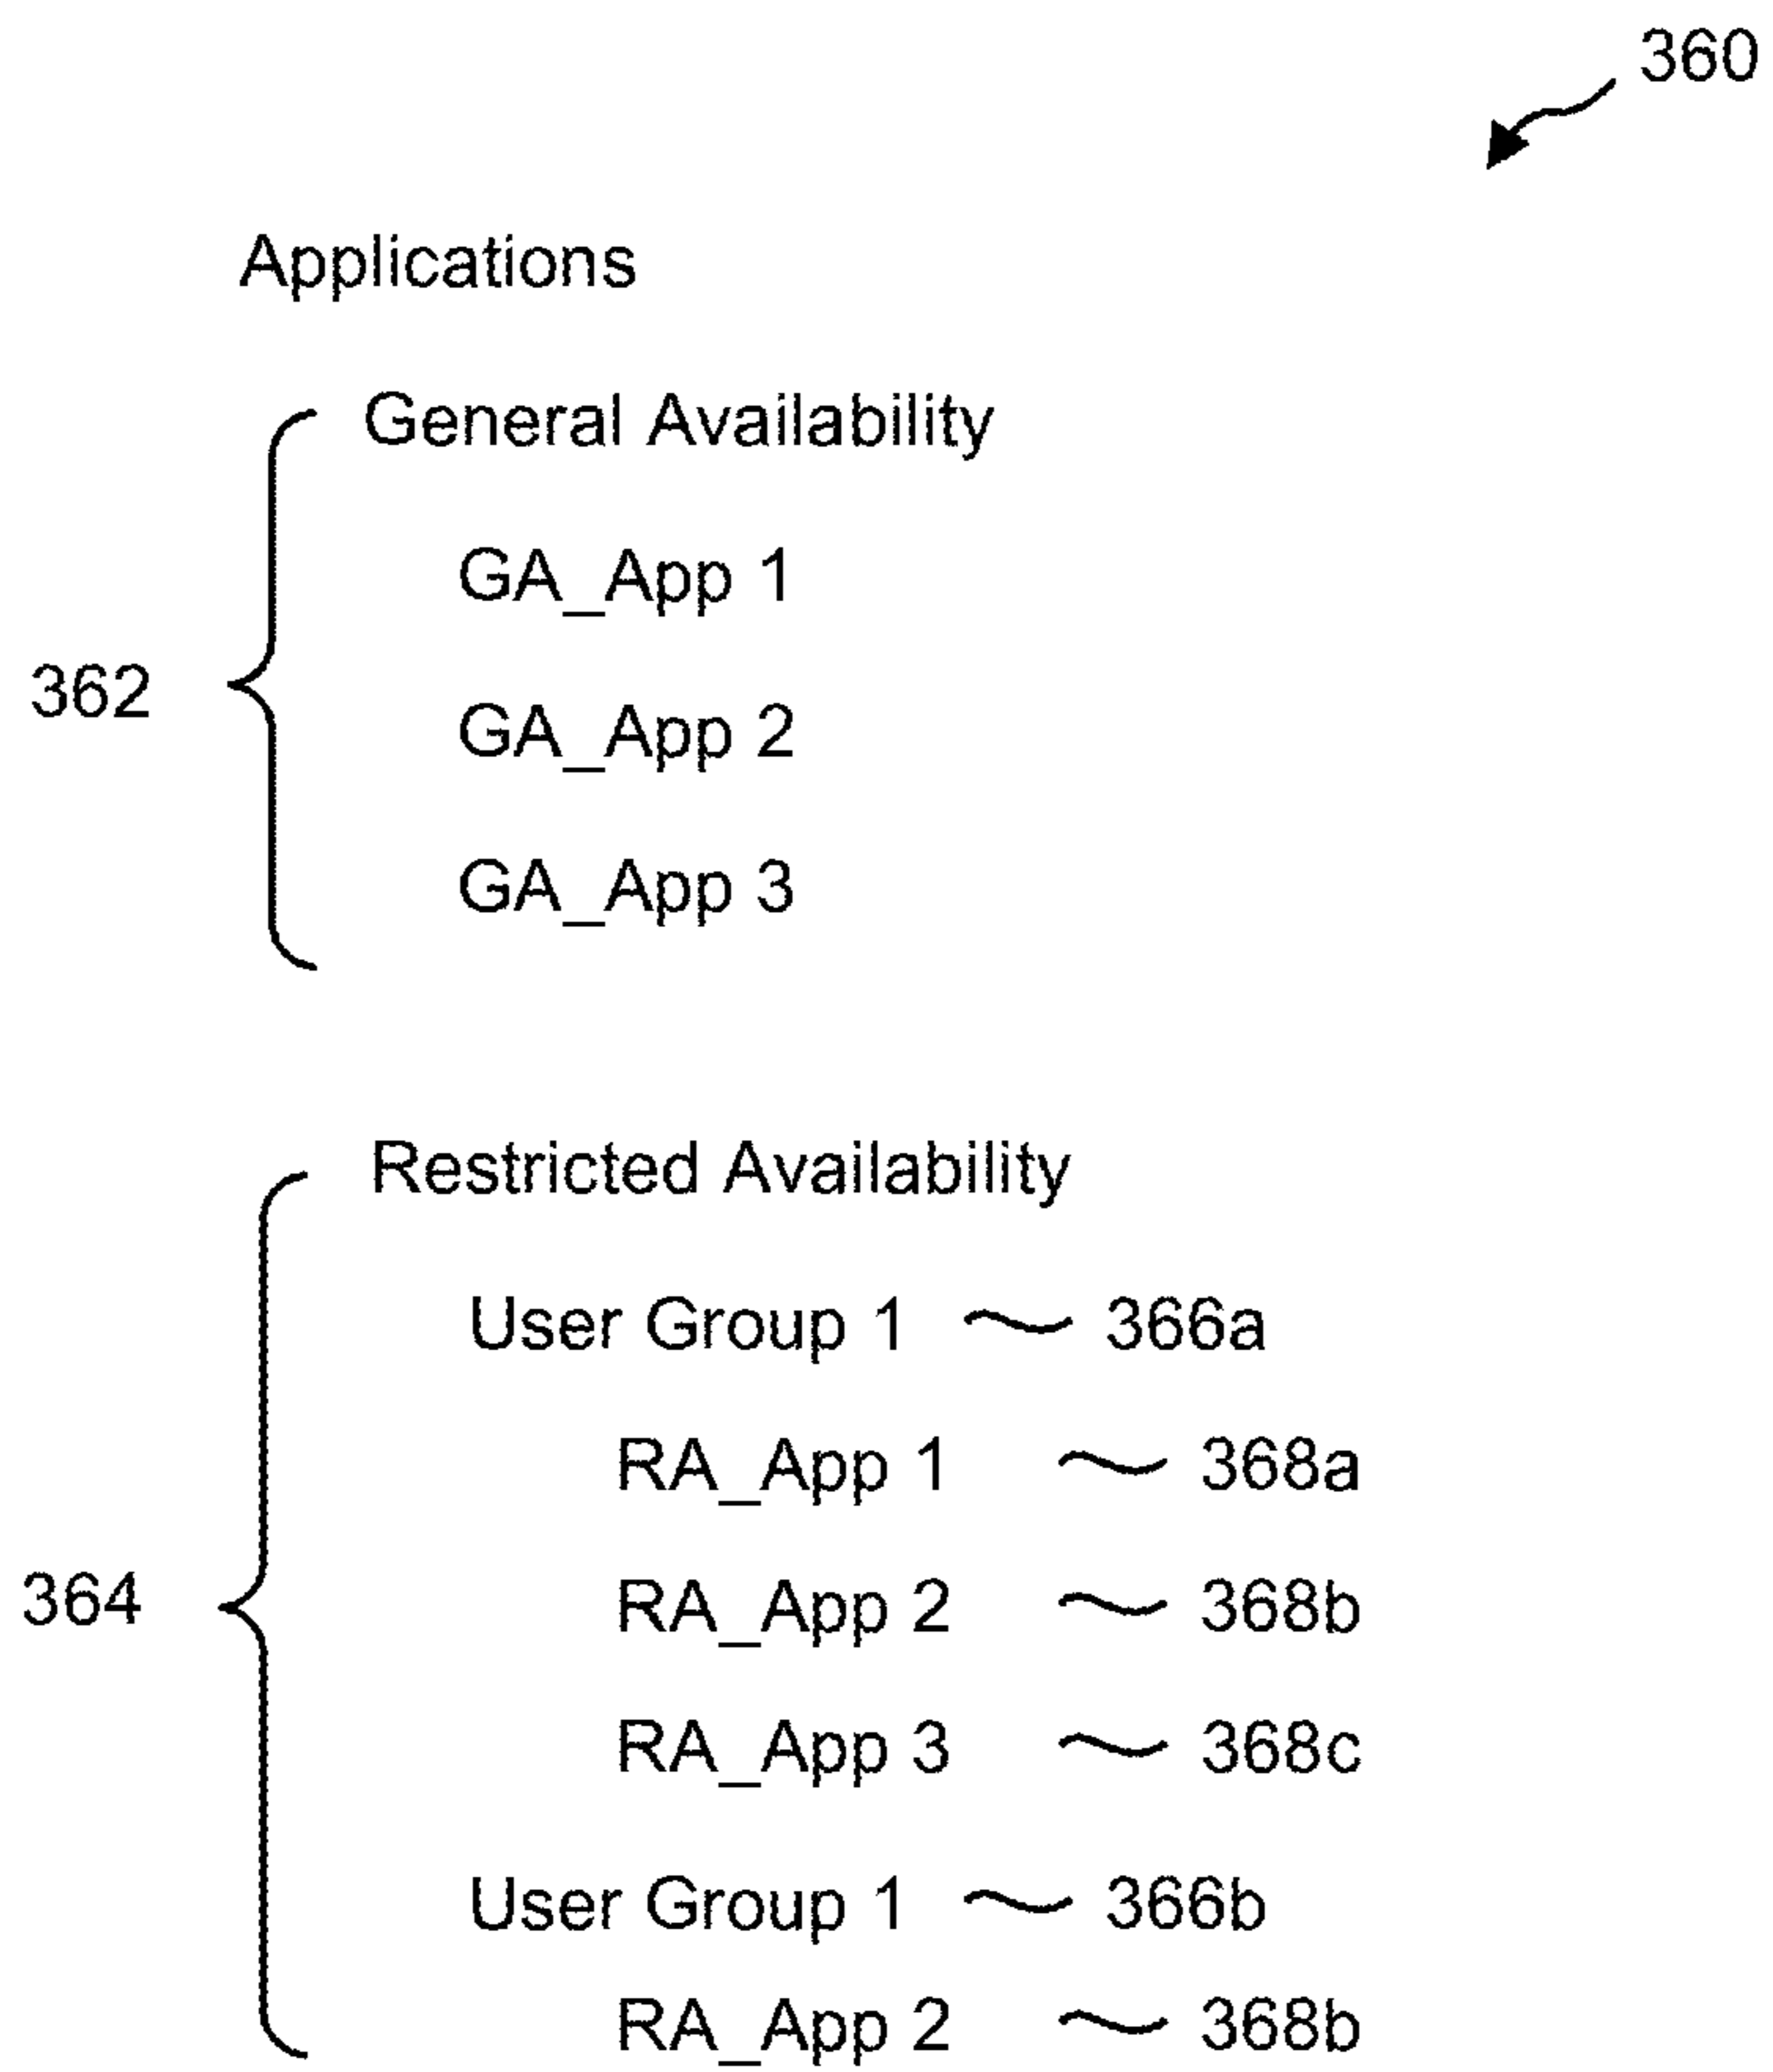 360
Applications
General Availability
GA_App 1
GA_App 2
362
GA_App 3
Restricted Availability
User Group 1 366a
RA_App 1 368a
364
RA_App 2 368b
RA_App 3 368c
User Group 1 366b
RA_App 2 368b